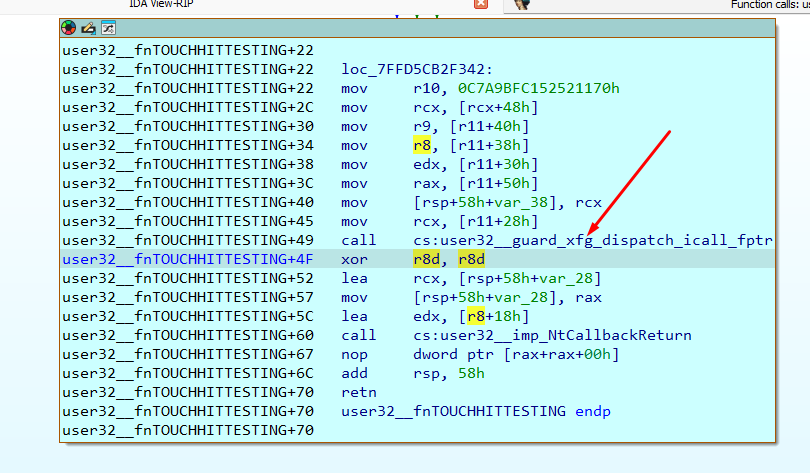 IDA View-RIP
Function calls: us
user32__fnTOUCHHITTESTING+22
user32__fnTOUCHHITTESTING+22 loc_7FFD5CB2F342:
user32__fnTOUCHHITTESTING+22 mov r10, 0C7A9BFC152521170h
user32__fnTOUCHHITTESTING+2C mov rcx, [rcx+48h]
user32__fnTOUCHHITTESTING+30 mov r9, [r11+40h]
user32__fnTOUCHHITTESTING+34 mov r8, [r11+38h]
user32__fnTOUCHHITTESTING+38 mov edx, [r11+30h]
user32__fnTOUCHHITTESTING+3C mov rax, [r11+50h]
user32__fnTOUCHHITTESTING+40 mov [rsp+58h+var_38], rcx
user32__fnTOUCHHITTESTING+45 mov rcx, [r11+28h]
user32__fnTOUCHHITTESTING+49 call cs:user32__guard_xfg_dispatch_icall_fptr
user32__fnTOUCHHITTESTING+4F xor r8d, r8d
user32__fnTOUCHHITTESTING+52 lea rcx, [rsp+58h+var_28]
user32__fnTOUCHHITTESTING+57 mov [rsp+58h+var_28], rax
user32__fnTOUCHHITTESTING+5C lea edx, [r8+18h]
user32__fnTOUCHHITTESTING+60 call cs:user32__imp_NtCallbackReturn
user32__fnTOUCHHITTESTING+67 nop dword ptr [rax+rax+00h]
user32__fnTOUCHHITTESTING+6C add rsp, 58h
user32__fnTOUCHHITTESTING+70 retn
user32__fnTOUCHHITTESTING+70 user32__fnTOUCHHITTESTING endp
user32__fnTOUCHHITTESTING+70